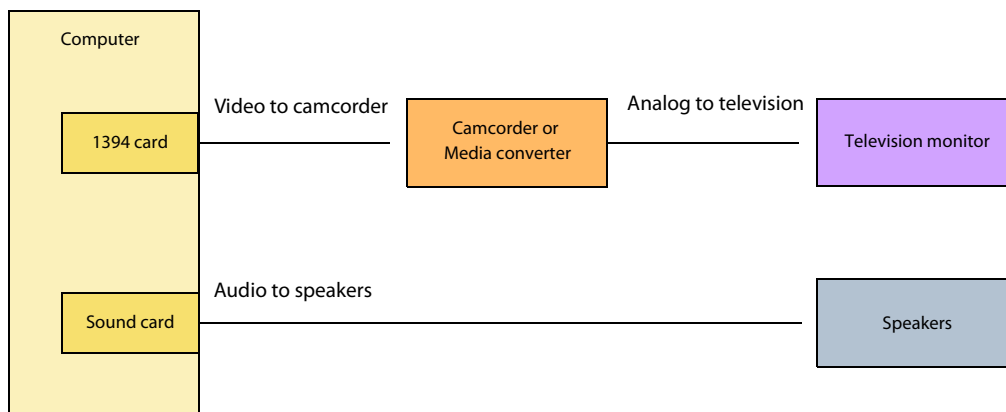 Computer
Video to camcorder
Analog to television
1394 card
Camcorder or
Media converter
Television monitor
Audio to speakers
Sound card
Speakers